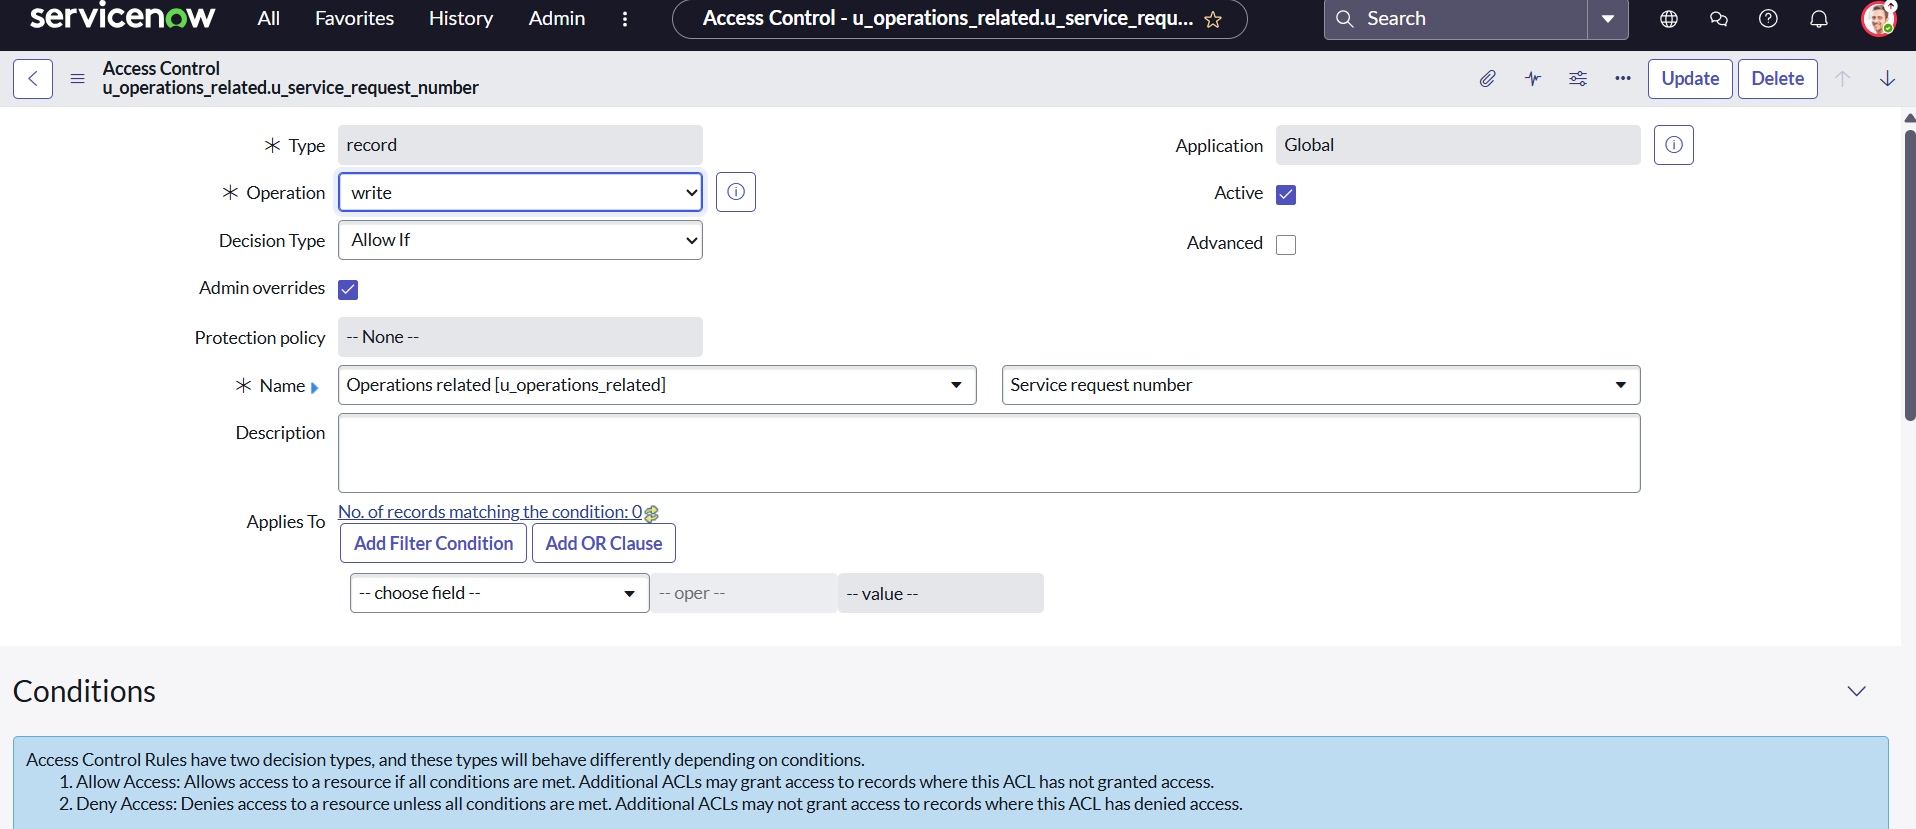 servicenow All Favorites History Admin Access Control - u_operations_related.u_service_requ... Search
Access Control
u_operations_related.u_service_request_number
Update Delete
Type record Application Global
Operation write Active
Decision Type Allow If Advanced
Admin overrides
Protection policy -- None --
Name Operations related [u_operations_related] Service request number
Description
Applies To No. of records matching the condition: 0
Add Filter Condition Add OR Clause
-- choose field -- -- oper -- -- value --
Conditions
Access Control Rules have two decision types, and these types will behave differently depending on conditions.
1. Allow Access: Allows access to a resource if all conditions are met. Additional ACLs may grant access to records where this ACL has not granted access.
2. Deny Access: Denies access to a resource unless all conditions are met. Additional ACLs may not grant access to records where this ACL has denied access.